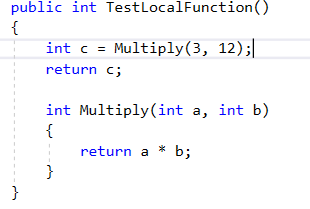 public int TestLocalFunction()
{
    int c = Multiply(3, 12);
    return c;

    int Multiply(int a, int b)
    {
        return a * b;
    }
}